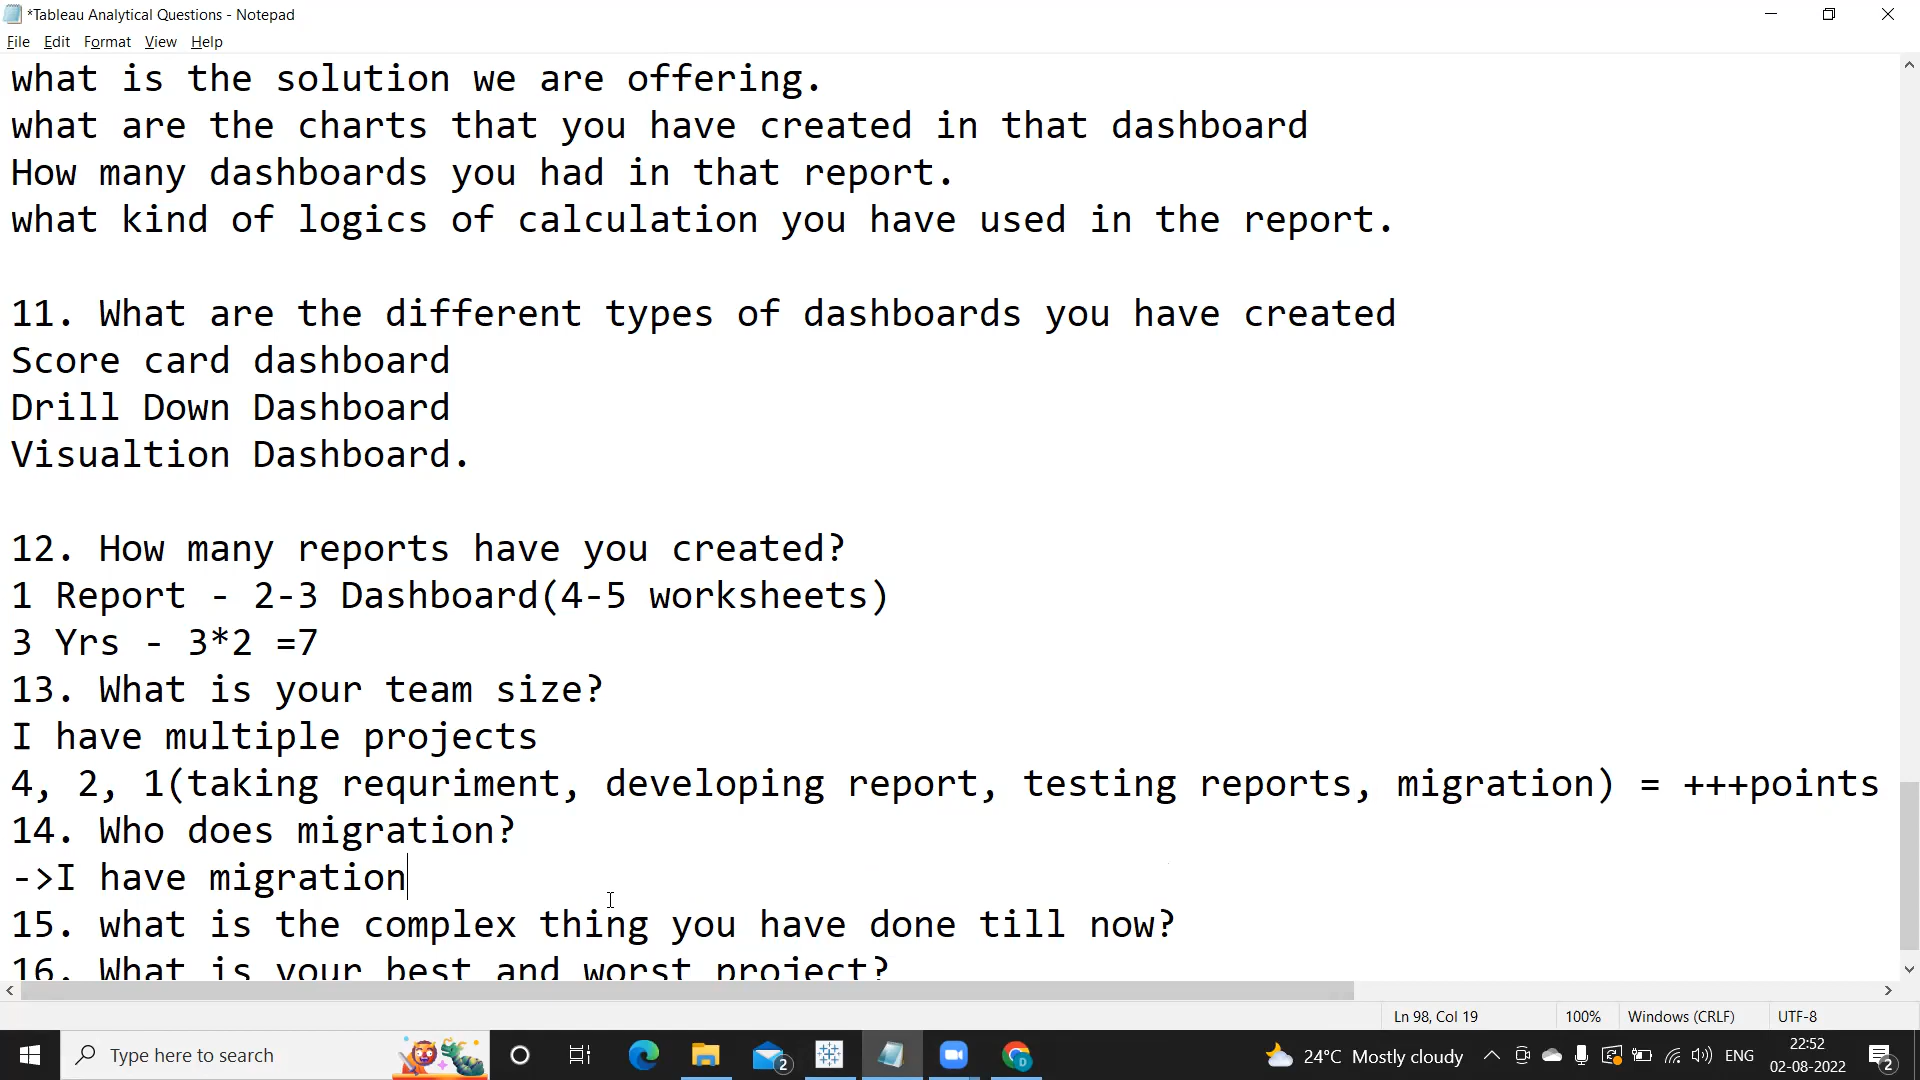 *Tableau Analytical Questions - Notepad
File Edit Format View Help
what is the solution we are offering.
what are the charts that you have created in that dashboard
How many dashboards you had in that report.
what kind of logics of calculation you have used in the report.
11. What are the different types of dashboards you have created
Score card dashboard
Drill Down Dashboard
Visualtion Dashboard.
12. How many reports have you created?
1 Report - 2-3 Dashboard(4-5 worksheets)
3 Yrs - 3*2 =7
13. What is your team size?
I have multiple projects
4, 2, 1(taking requriment, developing report, testing reports, migration) = +++points
14. Who does migration?
->I have migration
15. what is the complex thing you have done till now?
16. What is your best and worst project?
Ln 98, Col 19 100% Windows (CRLF) UTF-8
Type here to search 2 24°C Mostly cloudy ENG 22:52 2
02-08-2022